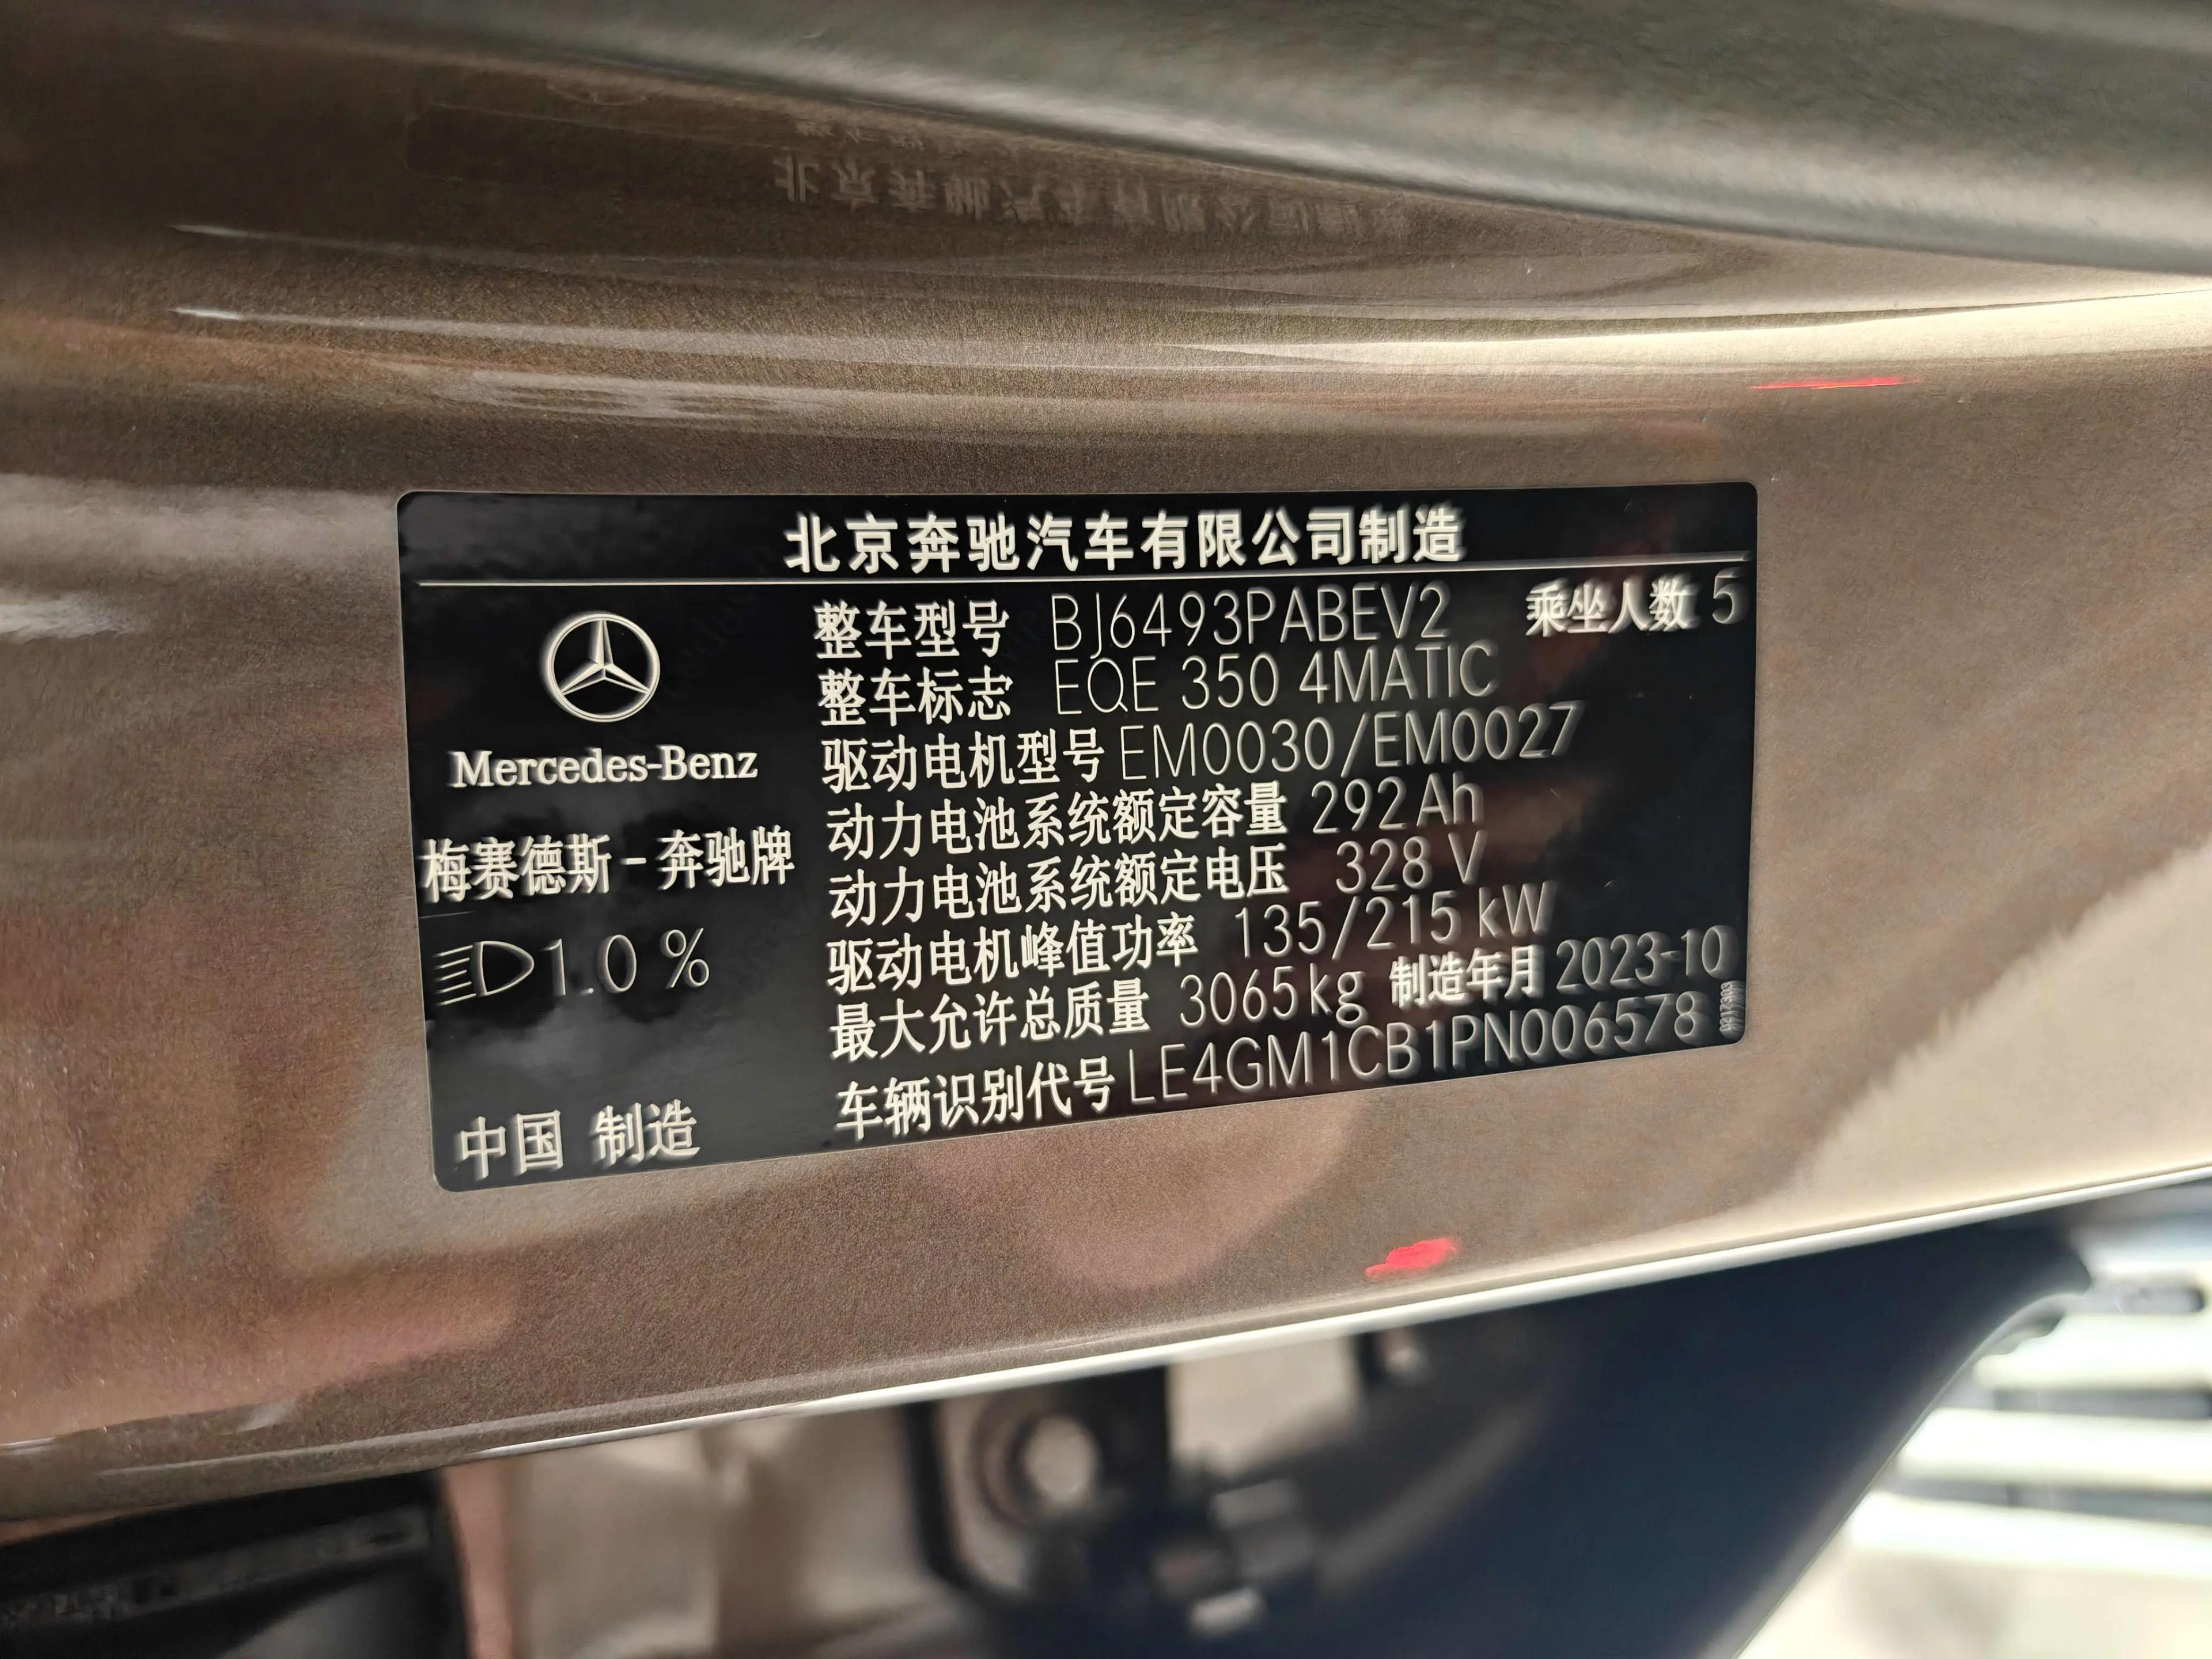 北京奔驰汽车有限公司制造
整车型号 BJ6493PABEV2 乘坐人数 5
整车标志 EQE 350 4MATIC
驱动电机型号 EM0030/EM0027
动力电池系统额定容量 292Ah
动力电池系统额定电压 328 V
驱动电机峰值功率 135/215 kW
最大允许总质量 3065kg 制造年月 2023-10
车辆识别代号 LE4GM1CB1PN006578
Mercedes-Benz
梅赛德斯-奔驰牌
1.0 %
中国 制造